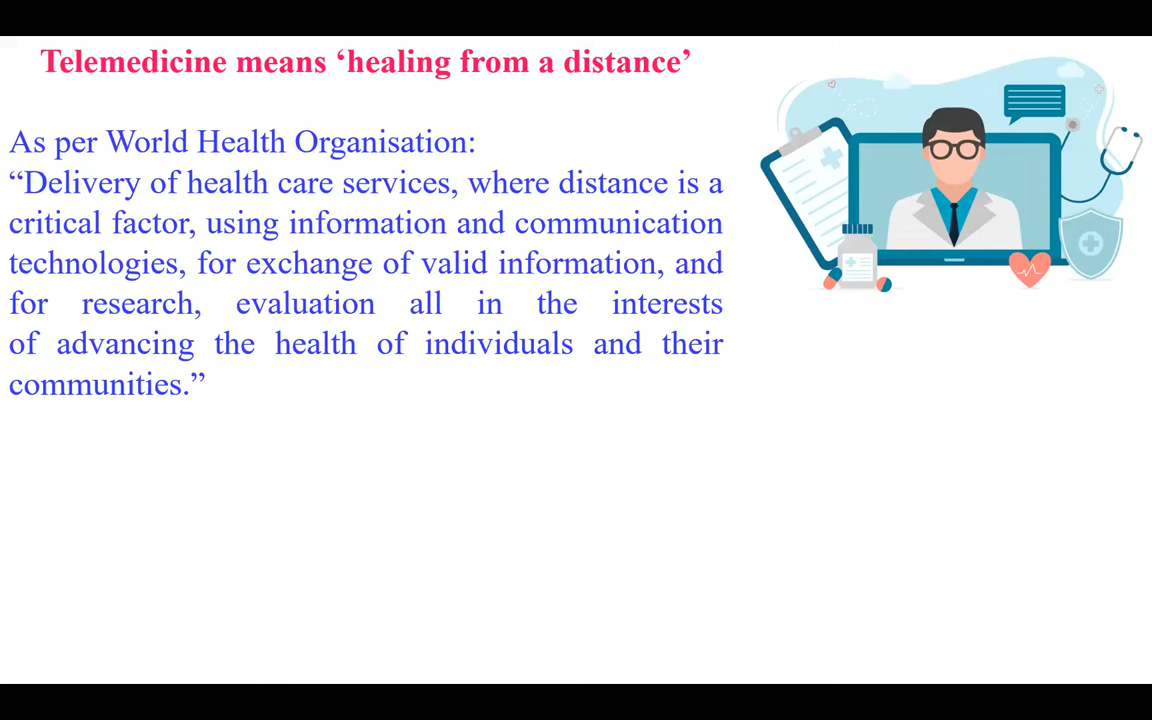 Telemedicine means ‘healing from a distance’
As per World Health Organisation:
“Delivery of health care services, where distance is a
critical factor, using information and communication
technologies, for exchange of valid information, and
for research, evaluation all in the interests
of advancing the health of individuals and their
communities.”